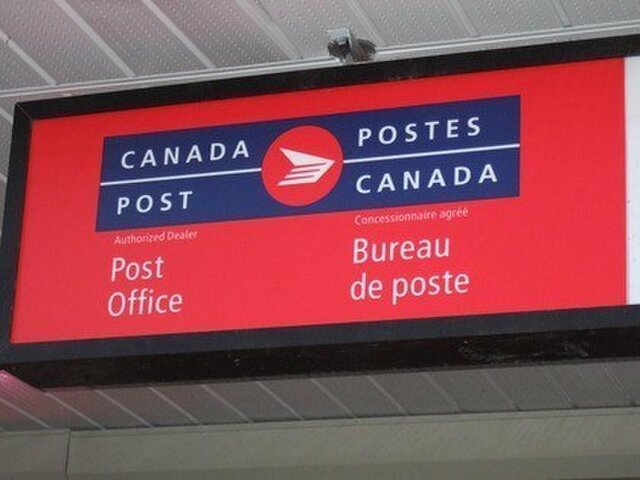 CANADA
POST
POSTES
CANADA
Authorized Dealer
Post
Office
Concessionnaire agréé
Bureau
de poste